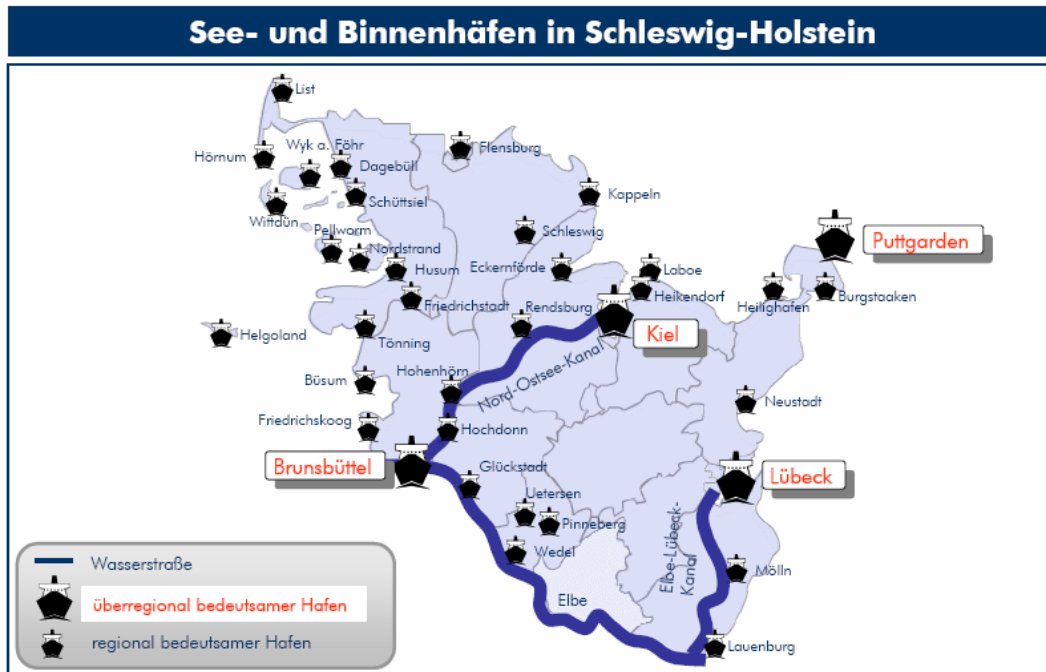 See- und Binnenhäfen in Schleswig-Holstein
List
Wyk a. Föhr
Flensburg
Hörnum
Dagebüll
Kappeln
Schüttsiel
Wittdün
Pellworm
Schleswig
Puttgarden
Nordstrand
Husum
Eckernförde
Laboe
Heikendorf
Heilighafen
Burgstaaken
Friedrichstadt
Rendsburg
Helgoland
Tönning
Kiel
Hohenhörn
Nord-Ostsee-Kanal
Büsum
Neustadt
Friedrichskoog
Hochdonn
Brunsbüttel
Glückstadt
Lübeck
Uetersen
Pinneberg
Wedel
Elbe-Lübeck-
Kanal
Mölln
Elbe
Lauenburg
Wasserstraße
überregional bedeutsamer Hafen
regional bedeutsamer Hafen